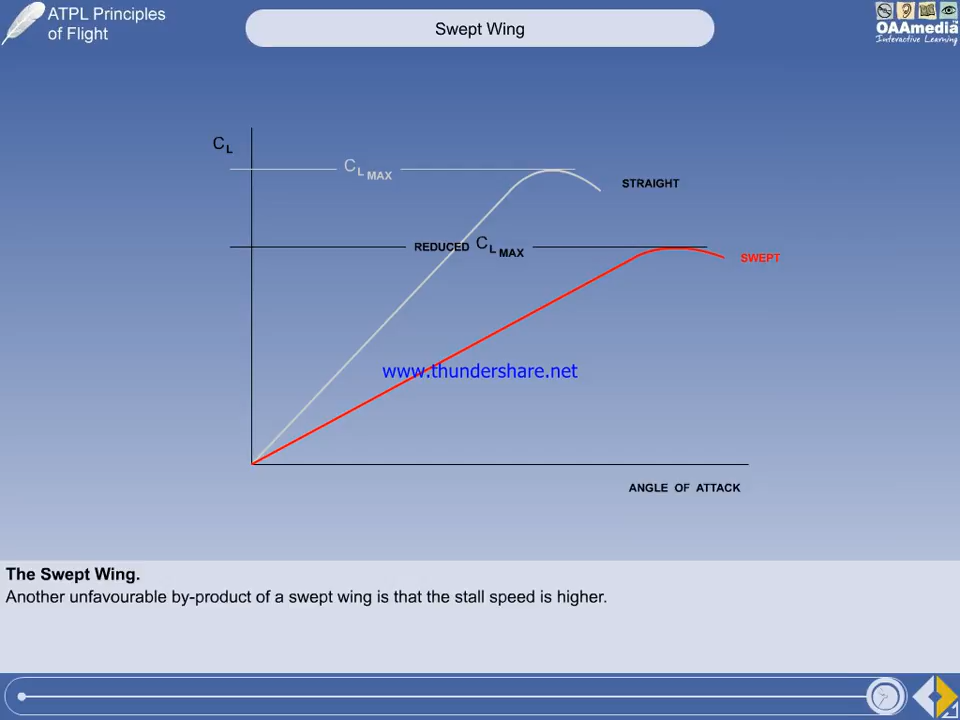 ATPL Principles
of Flight
Swept Wing
OAAmedia
Interactive Learning
CL
CL MAX
STRAIGHT
REDUCED CL MAX
SWEPT
www.thundershare.net
ANGLE OF ATTACK
The Swept Wing.
Another unfavourable by-product of a swept wing is that the stall speed is higher.